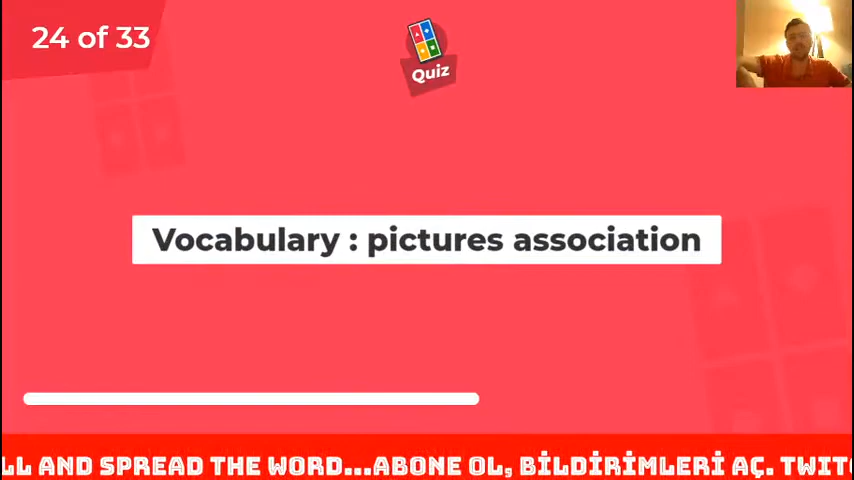 24 of 33
Quiz
Vocabulary : pictures association
LL AND SPREAD THE WORD...ABONE OL, BİLDİRİMLERİ AÇ. TWITC